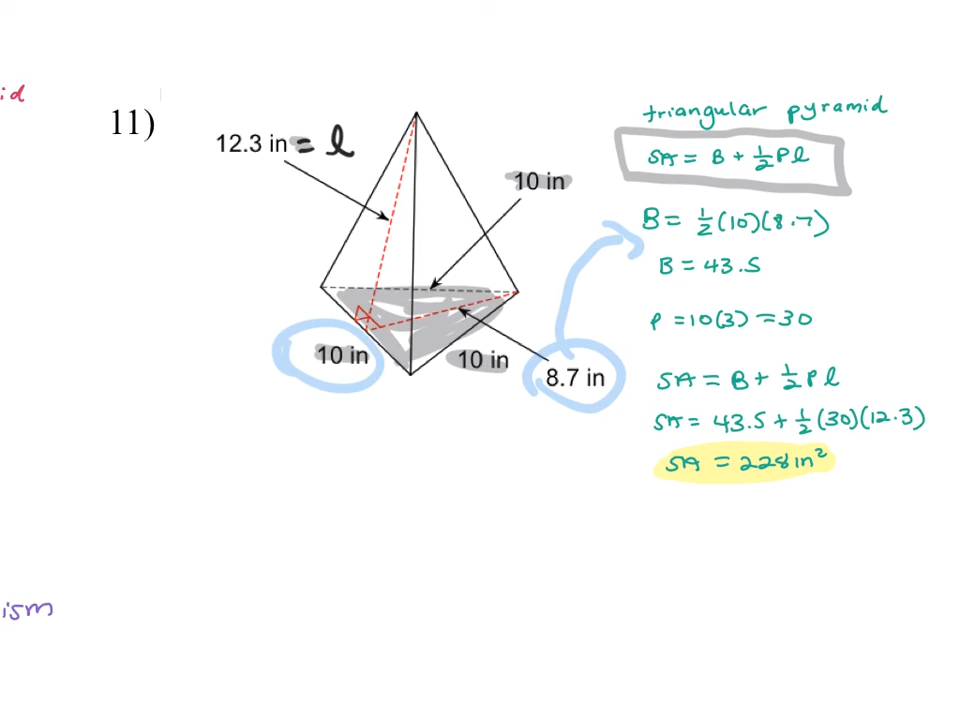 id
11)
12.3 in = l
10 in
10 in
10 in
8.7 in
triangular pyramid
SA = B + ½Pl
B = ½(10)(8.7)
B = 43.5
P = 10(3) = 30
SA = B + ½Pl
SA = 43.5 + ½(30)(12.3)
SA = 228 in²
ism